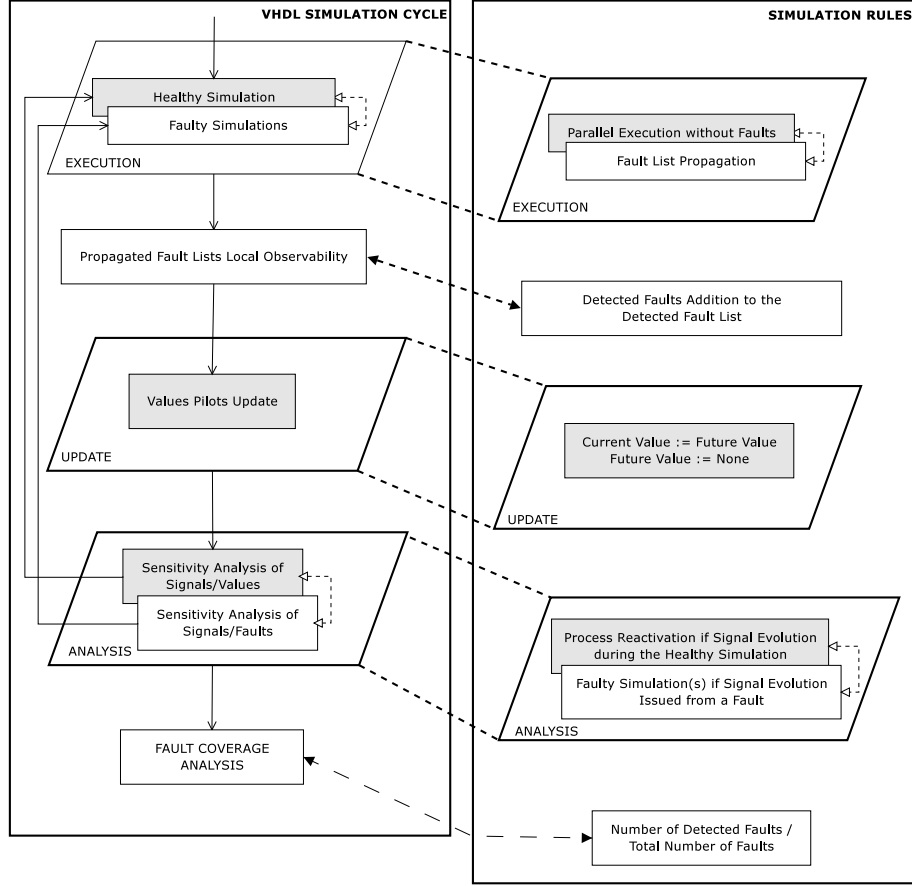 VHDL SIMULATION CYCLE
Healthy Simulation
Faulty Simulations
EXECUTION
Propagated Fault Lists Local Observability
Values Pilots Update
UPDATE
Sensitivity Analysis of
Signals/Values
Sensitivity Analysis of
Signals/Faults
ANALYSIS
FAULT COVERAGE
ANALYSIS
SIMULATION RULES
Parallel Execution without Faults
Fault List Propagation
EXECUTION
Detected Faults Addition to the
Detected Fault List
Current Value := Future Value
Future Value := None
UPDATE
Process Reactivation if Signal Evolution
during the Healthy Simulation
Faulty Simulation(s) if Signal Evolution
Issued from a Fault
ANALYSIS
Number of Detected Faults /
Total Number of Faults